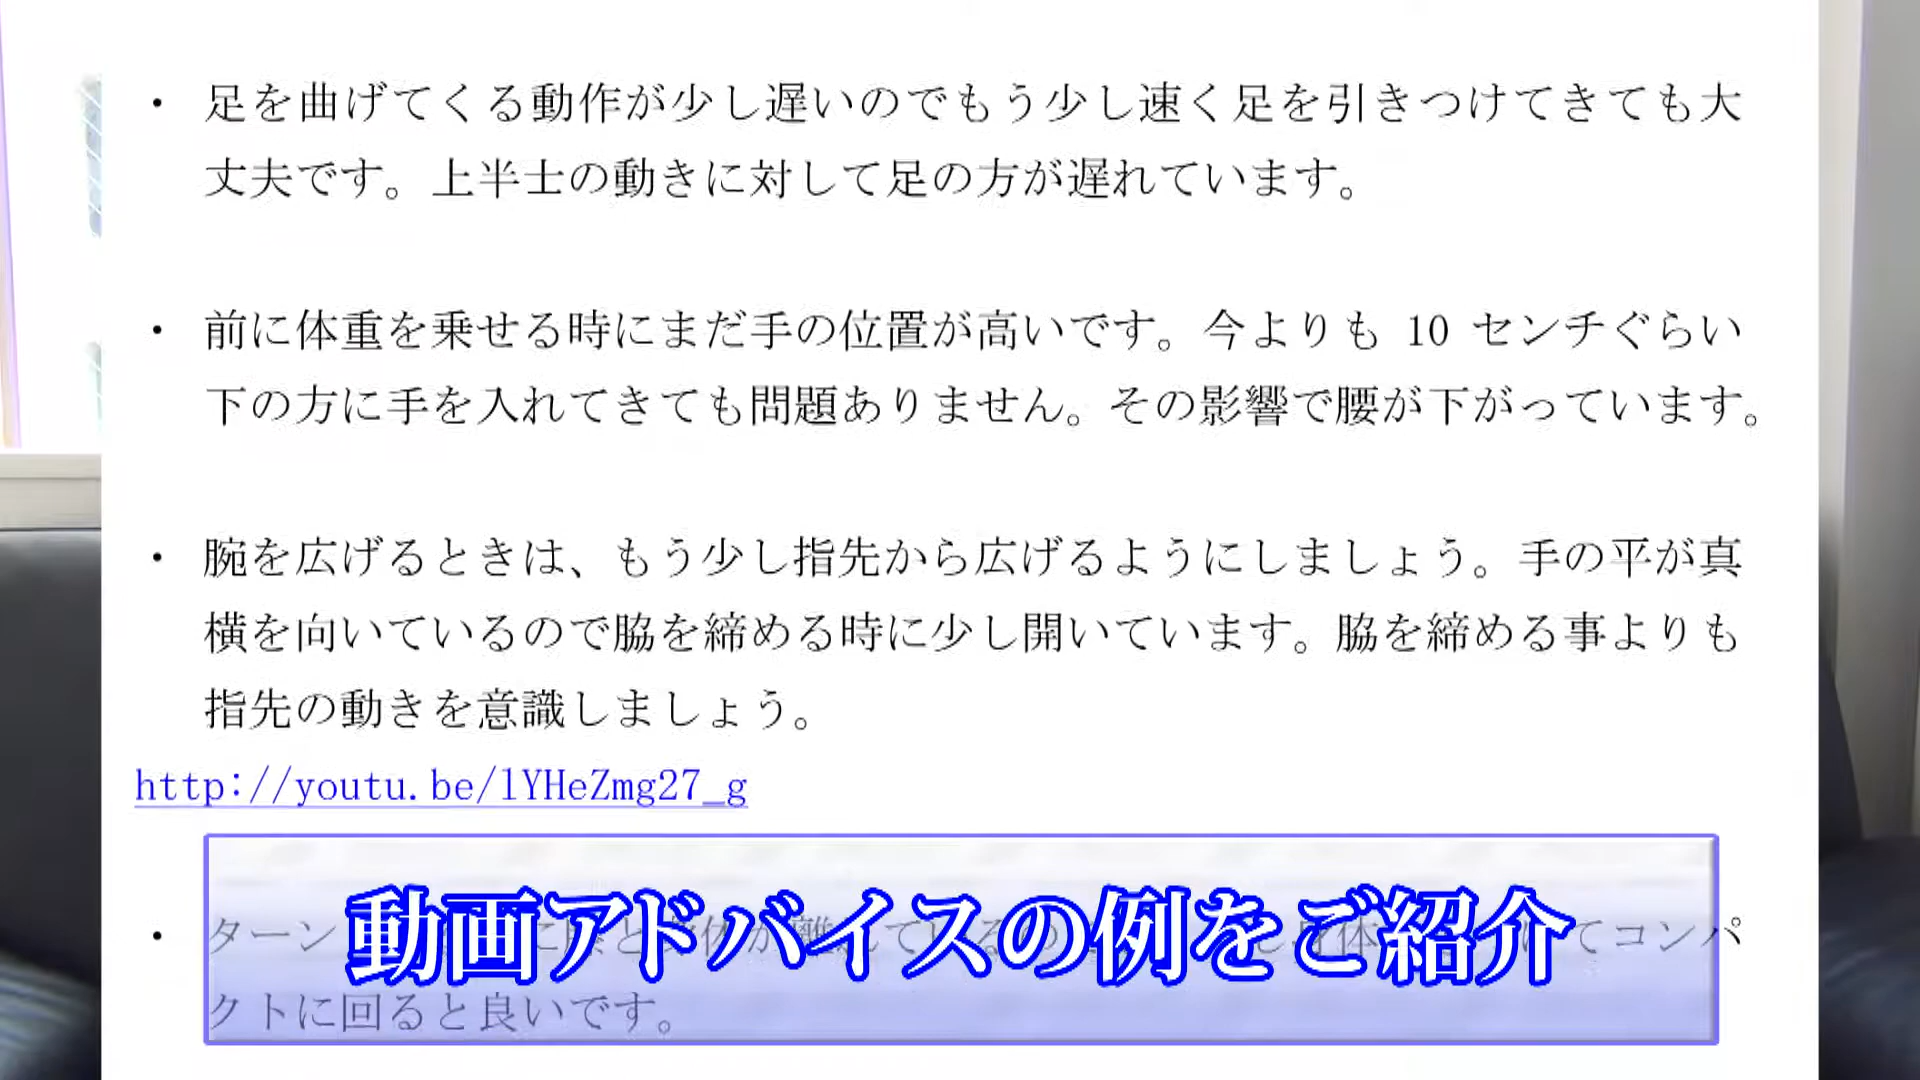 ・ 足を曲げてくる動作が少し遅いのでもう少し速く足を引きつけてきても大
丈夫です。上半士の動きに対して足の方が遅れています。
・ 前に体重を乗せる時にまだ手の位置が高いです。今よりも 10 センチぐらい
下の方に手を入れてきても問題ありません。その影響で腰が下がっています。
・ 腕を広げるときは、もう少し指先から広げるようにしましょう。手の平が真
横を向いているので脇を締める時に少し開いています。脇を締める事よりも
指先の動きを意識しましょう。
http://youtu.be/1YHeZmg27_g
動画アドバイスの例をご紹介
・ ターン てコンパ
クトに回ると良いです。